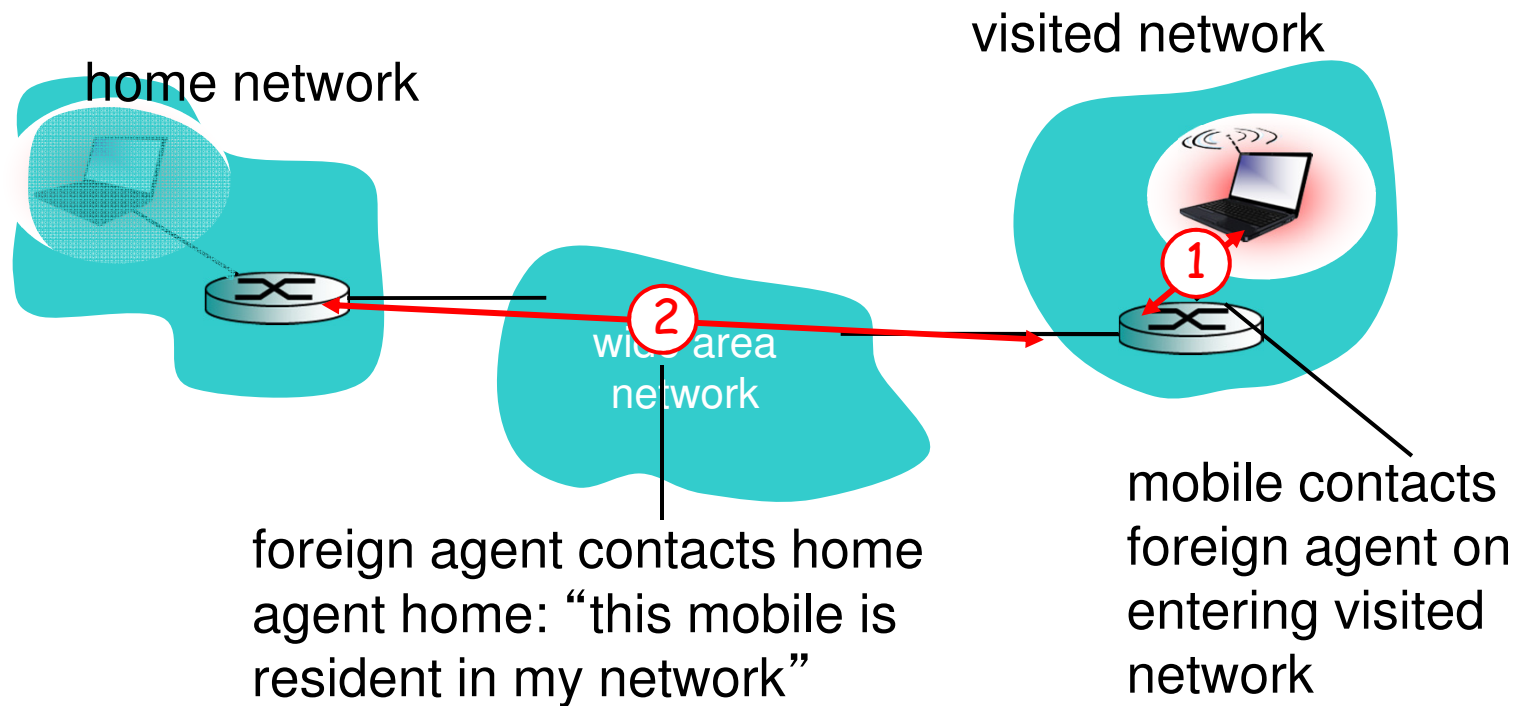 visited network
home network
1
2
wide area
network
foreign agent contacts home
agent home: “this mobile is
resident in my network”
mobile contacts
foreign agent on
entering visited
network